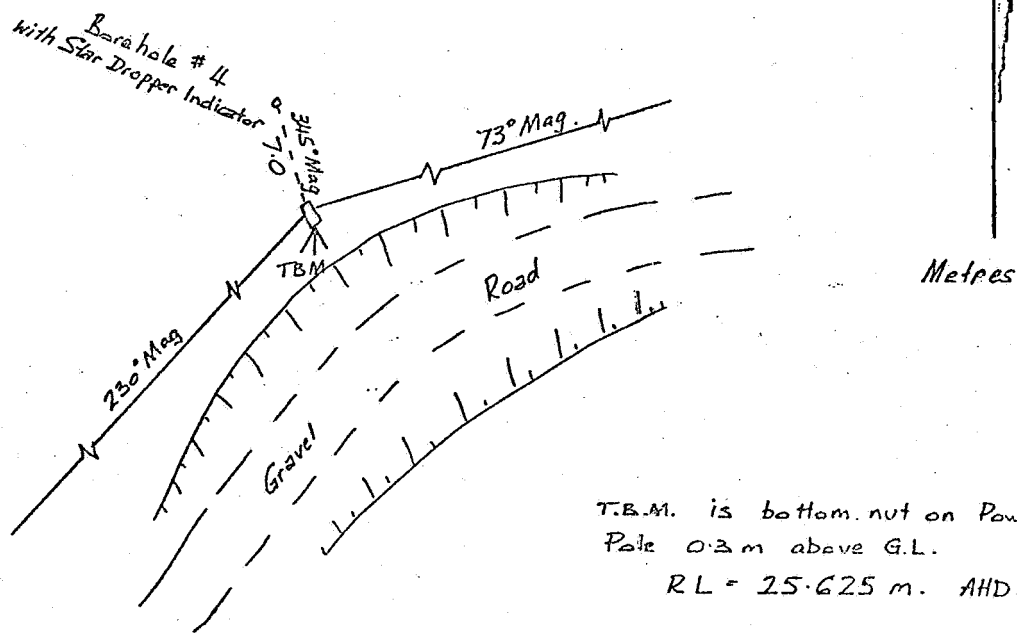 Borehole # 4
with Star Dropper Indicator
345° Mag
7.0
73° Mag.
TBM
230° Mag
Road
Gravel
Metres
T.B.M. is bottom nut on Pow
Pole 0.3 m above G.L.
RL = 25.625 m. AHD